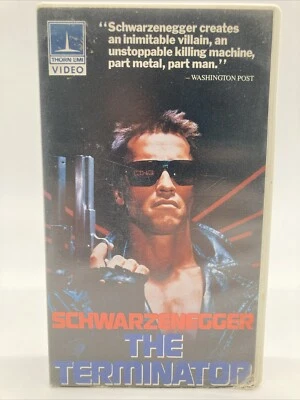 "Schwarzenegger creates
an inimitable villain, an
unstoppable killing machine,
part metal, part man."
– WASHINGTON POST
THORN EMI
VIDEO
SCHWARZENEGGER
THE
TERMINATOR